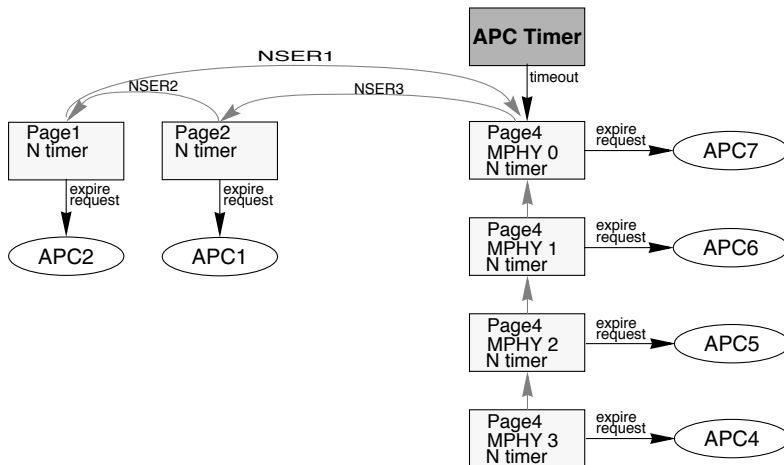 APC Timer
timeout
NSER1
NSER2
NSER3
Page1
N timer
Page2
N timer
Page4
MPHY 0
N timer
expire
request
APC7
expire
request
APC2
expire
request
APC1
Page4
MPHY 1
N timer
expire
request
APC6
Page4
MPHY 2
N timer
expire
request
APC5
Page4
MPHY 3
N timer
expire
request
APC4